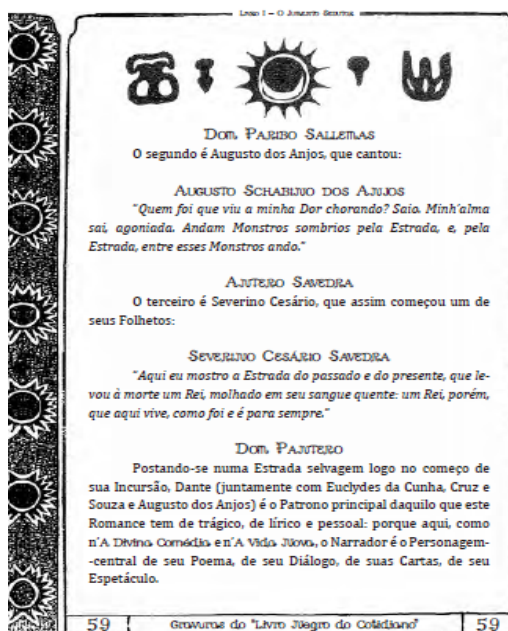 Livro I – O Jumento Sedutor
Dom Paribo Sallemas
O segundo é Augusto dos Anjos, que cantou:
Augusto Schabino dos Anjos
"Quem foi que viu a minha Dor chorando? Saio. Minh'alma
sai, agoniada. Andam Monstros sombrios pela Estrada, e, pela
Estrada, entre esses Monstros ando."
Antero Savedra
O terceiro é Severino Cesário, que assim começou um de
seus Folhetos:
Severino Cesário Savedra
"Aqui eu mostro a Estrada do passado e do presente, que le-
vou à morte um Rei, molhado em seu sangue quente: um Rei, porém,
que aqui vive, como foi e é para sempre."
Dom Pantero
Postando-se numa Estrada selvagem logo no começo de
sua Incursão, Dante (juntamente com Euclydes da Cunha, Cruz e
Souza e Augusto dos Anjos) é o Patrono principal daquilo que este
Romance tem de trágico, de lírico e pessoal: porque aqui, como
n'A Divina Comédia e n'A Vida Nova, o Narrador é o Personagem-
-central de seu Poema, de seu Diálogo, de suas Cartas, de seu
Espetáculo.
59 Gravuras do "Livro Negro do Cotidiano" 59